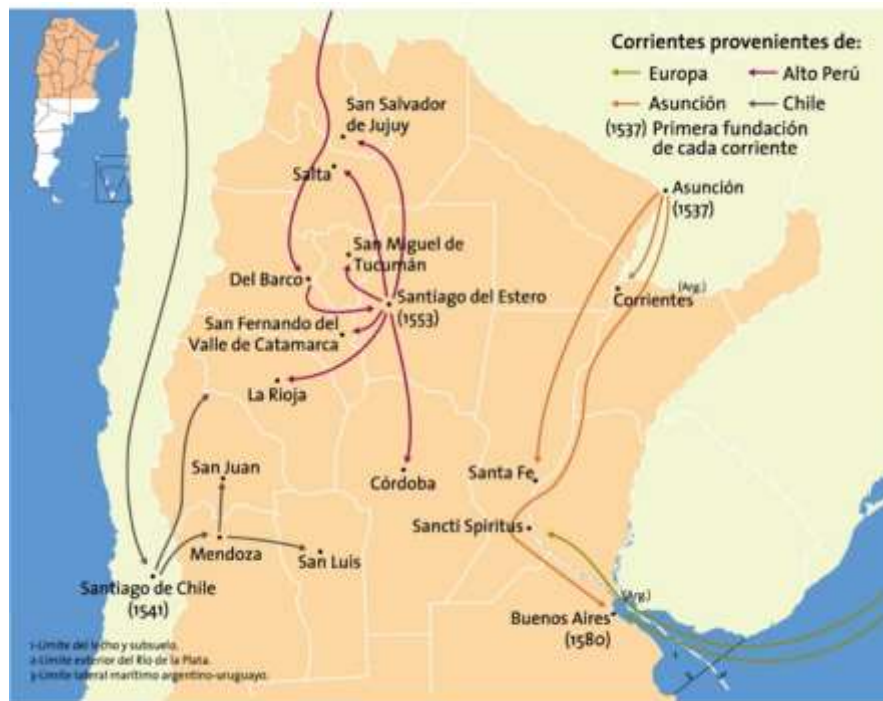 Corrientes provenientes de:
Europa
Alto Perú
Asunción
Chile
(1537) Primera fundación
de cada corriente
San Salvador
de Jujuy
Salta
Asunción
(1537)
San Miguel de
Tucumán
Del Barco
Santiago del Estero
(1553)
(Arg.)
Corrientes
San Fernando del
Valle de Catamarca
La Rioja
San Juan
Córdoba
Santa Fe
Sancti Spiritus
Mendoza
San Luis
Santiago de Chile
(1541)
(Arg.)
Buenos Aires
(1580)
1-Límite del lecho y subsuelo.
2-Límite exterior del Río de la Plata.
3-Límite lateral marítimo argentino-uruguayo.